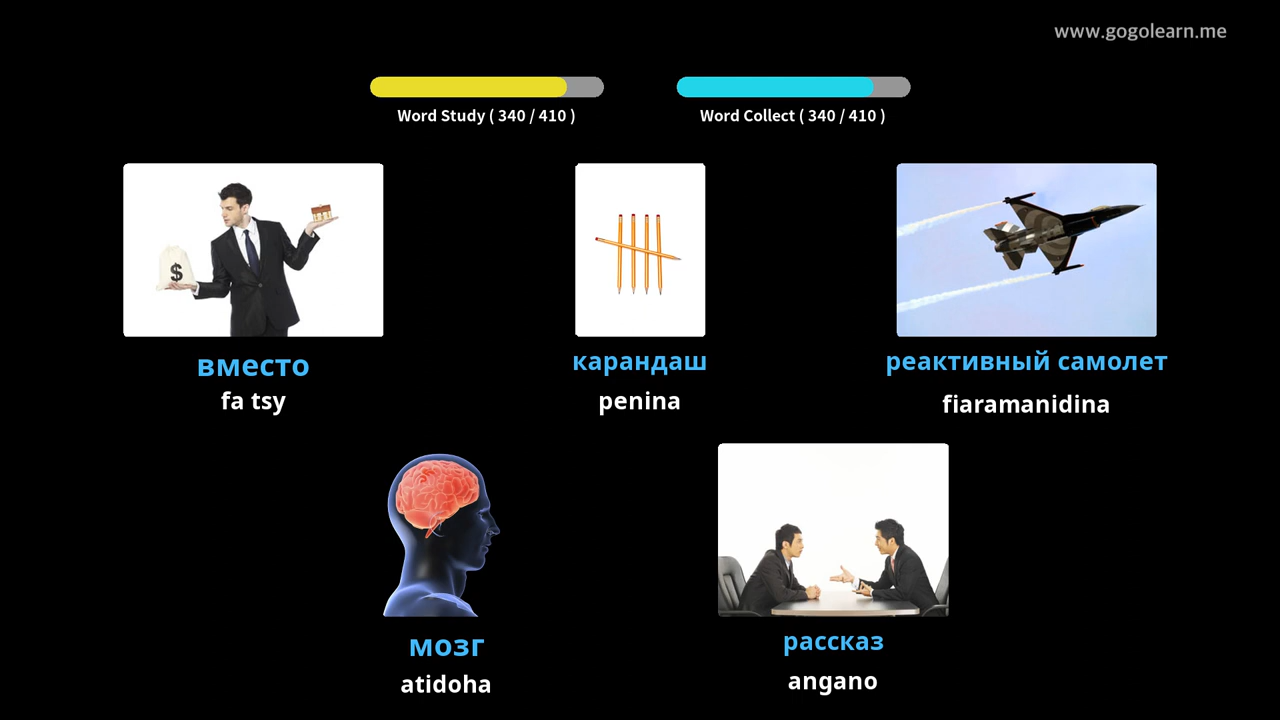 www.gogolearn.me
Word Study ( 340 / 410 )
Word Collect ( 340 / 410 )
$
вместо
fa tsy
карандаш
penina
реактивный самолет
fiaramanidina
мозг
atidoha
рассказ
angano